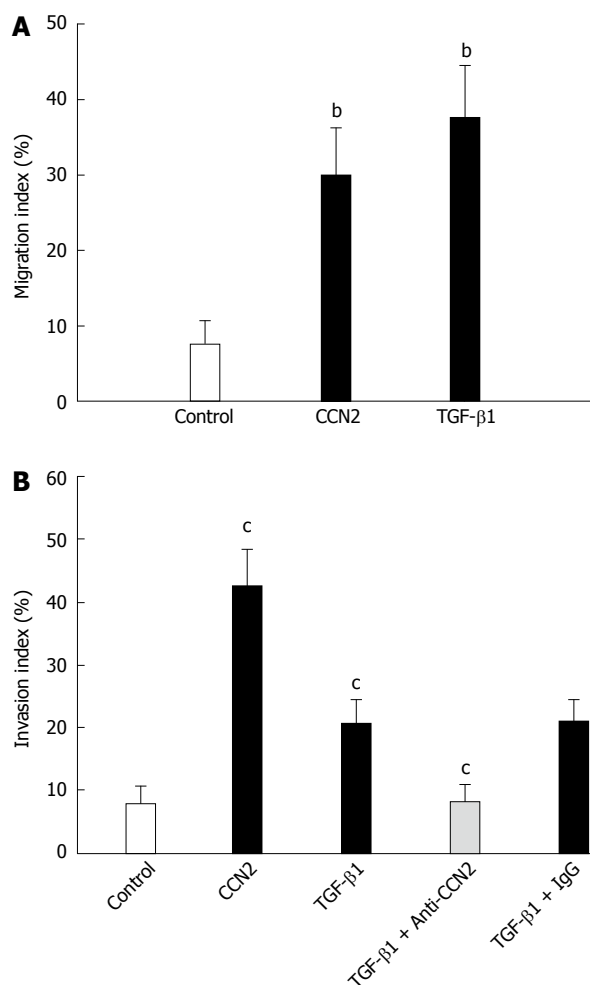 A
Migration index (%)
50
40
30
20
10
0
b
b
Control
CCN2
TGF-β1
B
Invasion index (%)
60
50
40
30
20
10
0
c
c
c
Control
CCN2
TGF-β1
TGF-β1 + Anti-CCN2
TGF-β1 + IgG